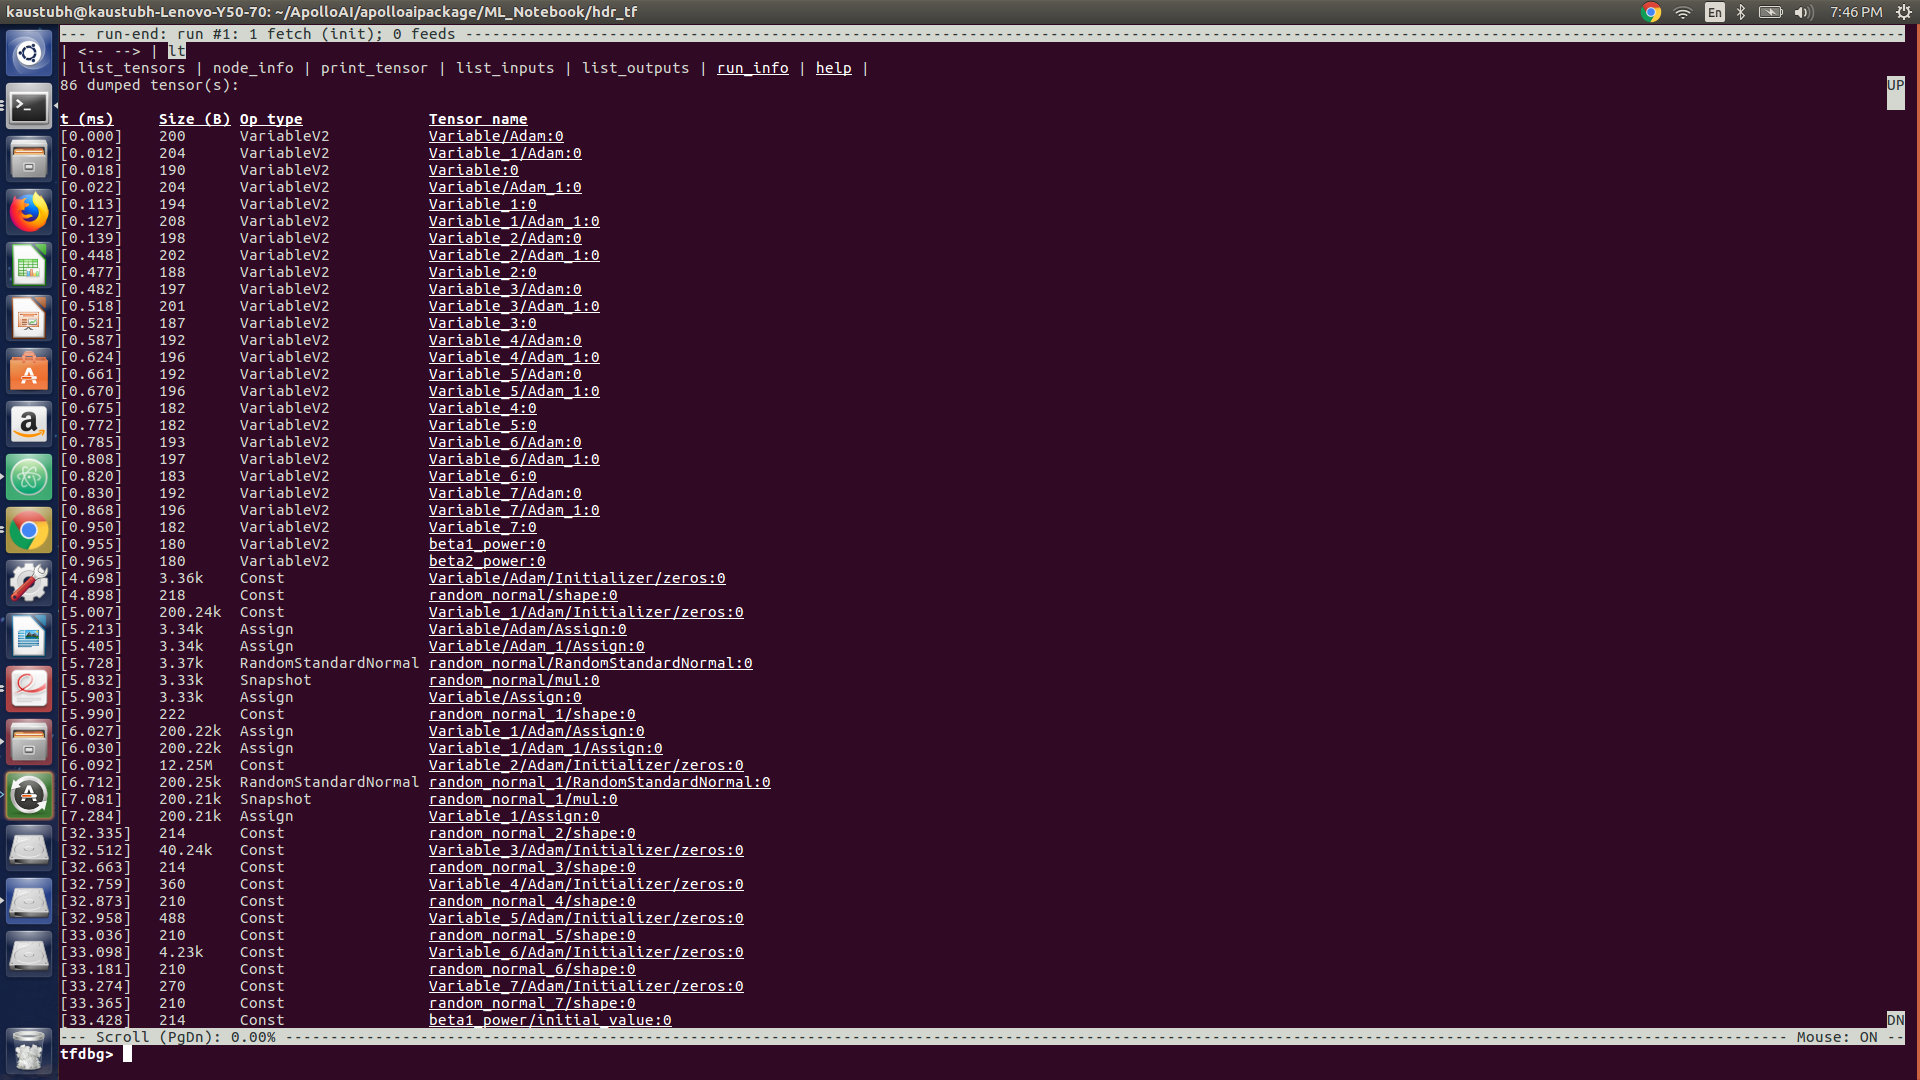 kaustubh@kaustubh-Lenovo-Y50-70: ~/ApolloAI/apolloaipackage/ML_Notebook/hdr_tf En 7:46 PM
--- run-end: run #1: 1 fetch (init); 0 feeds ---
| <-- --> | lt
| list_tensors | node_info | print_tensor | list_inputs | list_outputs | run_info | help |
86 dumped tensor(s): UP
t (ms) Size (B) Op type Tensor name
[0.000] 200 VariableV2 Variable/Adam:0
[0.012] 204 VariableV2 Variable_1/Adam:0
[0.018] 190 VariableV2 Variable:0
[0.022] 204 VariableV2 Variable/Adam_1:0
[0.113] 194 VariableV2 Variable_1:0
[0.127] 208 VariableV2 Variable_1/Adam_1:0
[0.139] 198 VariableV2 Variable_2/Adam:0
[0.448] 202 VariableV2 Variable_2/Adam_1:0
[0.477] 188 VariableV2 Variable_2:0
[0.482] 197 VariableV2 Variable_3/Adam:0
[0.518] 201 VariableV2 Variable_3/Adam_1:0
[0.521] 187 VariableV2 Variable_3:0
[0.587] 192 VariableV2 Variable_4/Adam:0
[0.624] 196 VariableV2 Variable_4/Adam_1:0
[0.661] 192 VariableV2 Variable_5/Adam:0
[0.670] 196 VariableV2 Variable_5/Adam_1:0
[0.675] 182 VariableV2 Variable_4:0
[0.772] 182 VariableV2 Variable_5:0
[0.785] 193 VariableV2 Variable_6/Adam:0
[0.808] 197 VariableV2 Variable_6/Adam_1:0
[0.820] 183 VariableV2 Variable_6:0
[0.830] 192 VariableV2 Variable_7/Adam:0
[0.868] 196 VariableV2 Variable_7/Adam_1:0
[0.950] 182 VariableV2 Variable_7:0
[0.955] 180 VariableV2 beta1_power:0
[0.965] 180 VariableV2 beta2_power:0
[4.698] 3.36k Const Variable/Adam/Initializer/zeros:0
[4.898] 218 Const random_normal/shape:0
[5.007] 200.24k Const Variable_1/Adam/Initializer/zeros:0
[5.213] 3.34k Assign Variable/Adam/Assign:0
[5.405] 3.34k Assign Variable/Adam_1/Assign:0
[5.728] 3.37k RandomStandardNormal random_normal/RandomStandardNormal:0
[5.832] 3.33k Snapshot random_normal/mul:0
[5.903] 3.33k Assign Variable/Assign:0
[5.990] 222 Const random_normal_1/shape:0
[6.027] 200.22k Assign Variable_1/Adam/Assign:0
[6.030] 200.22k Assign Variable_1/Adam_1/Assign:0
[6.092] 12.25M Const Variable_2/Adam/Initializer/zeros:0
[6.712] 200.25k RandomStandardNormal random_normal_1/RandomStandardNormal:0
[7.081] 200.21k Snapshot random_normal_1/mul:0
[7.284] 200.21k Assign Variable_1/Assign:0
[32.335] 214 Const random_normal_2/shape:0
[32.512] 40.24k Const Variable_3/Adam/Initializer/zeros:0
[32.663] 214 Const random_normal_3/shape:0
[32.759] 360 Const Variable_4/Adam/Initializer/zeros:0
[32.873] 210 Const random_normal_4/shape:0
[32.958] 488 Const Variable_5/Adam/Initializer/zeros:0
[33.036] 210 Const random_normal_5/shape:0
[33.098] 4.23k Const Variable_6/Adam/Initializer/zeros:0
[33.181] 210 Const random_normal_6/shape:0
[33.274] 270 Const Variable_7/Adam/Initializer/zeros:0
[33.365] 210 Const random_normal_7/shape:0
[33.428] 214 Const beta1_power/initial_value:0 DN
--- Scroll (PgDn): 0.00% --- Mouse: ON --
tfdbg>